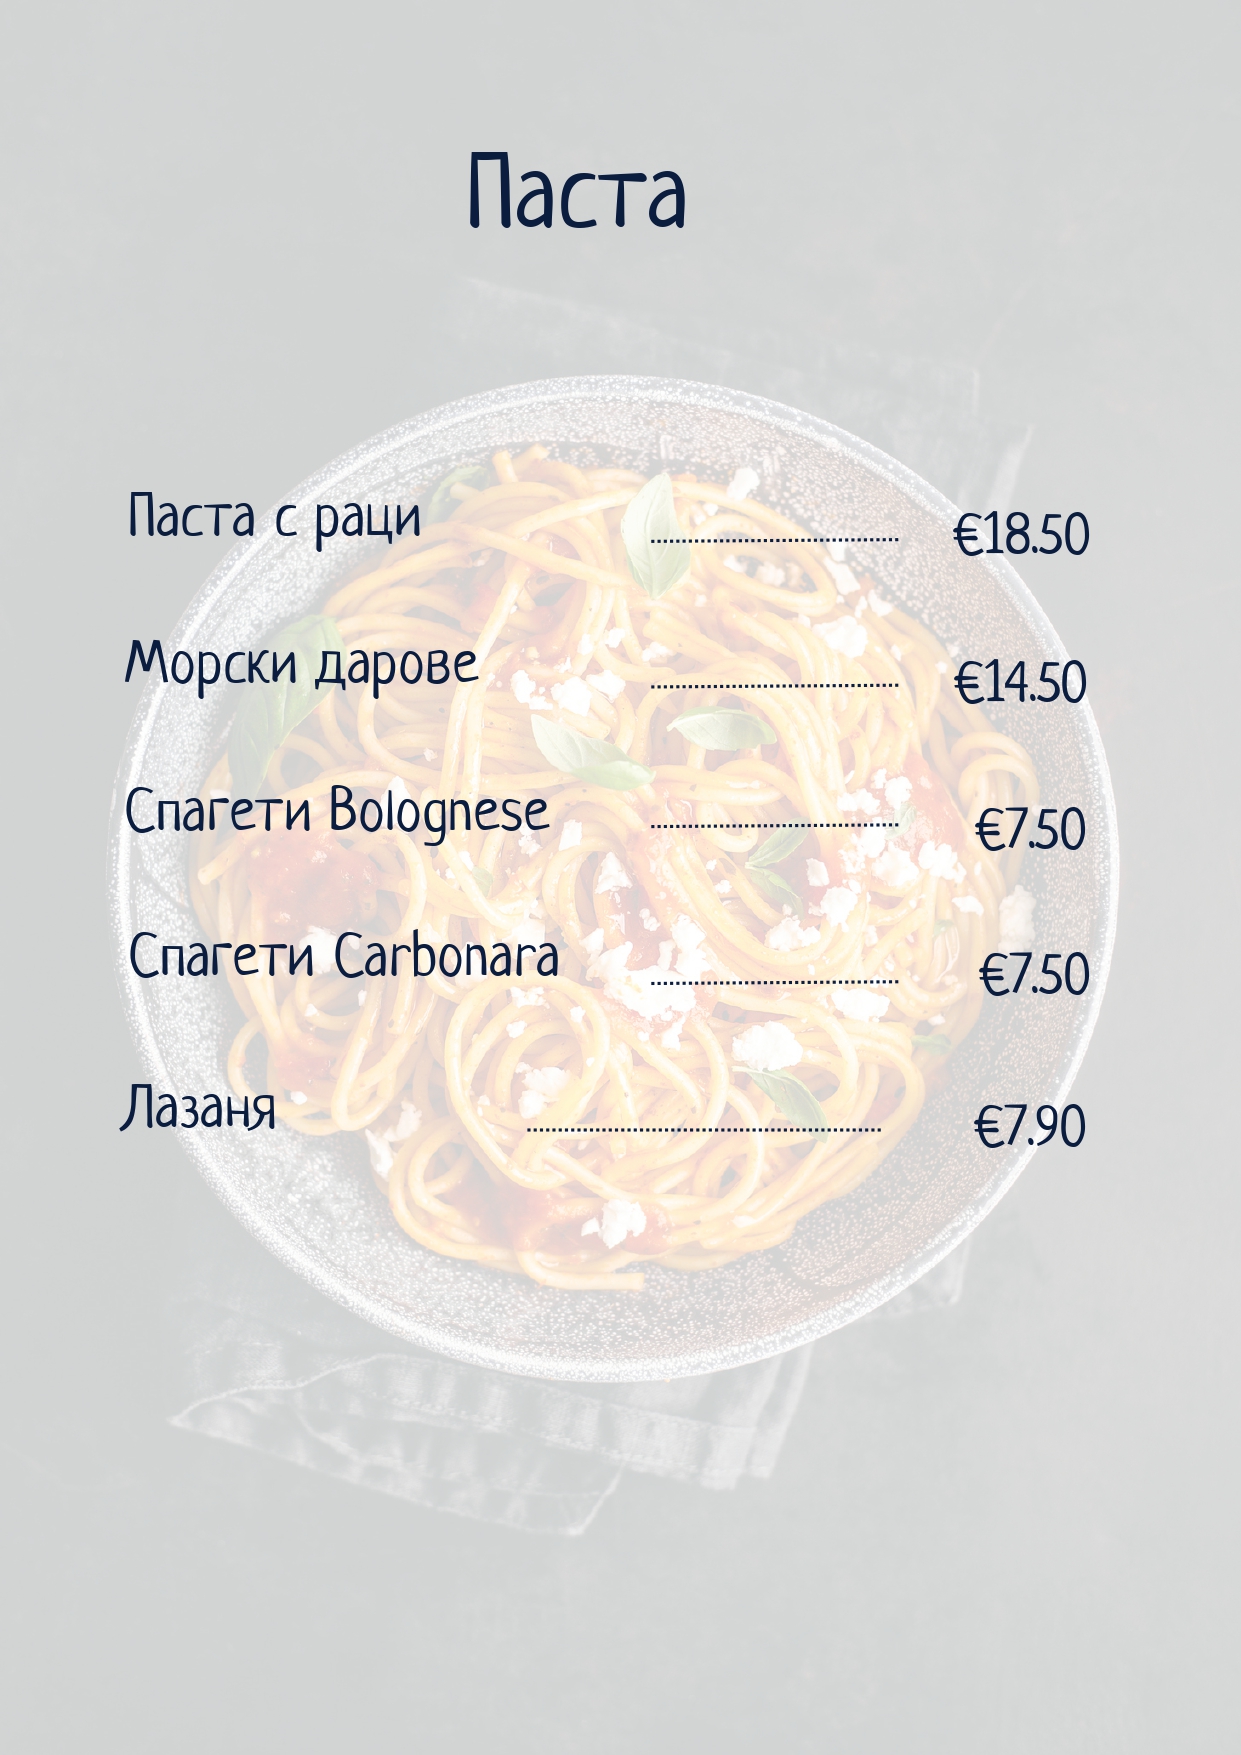 Паста
Паста с раци ........................................ €18.50
Морски дарове ........................................ €14.50
Спагети Bolognese ........................................ €7.50
Спагети Carbonara ........................................ €7.50
Лазаня ........................................ €7.90